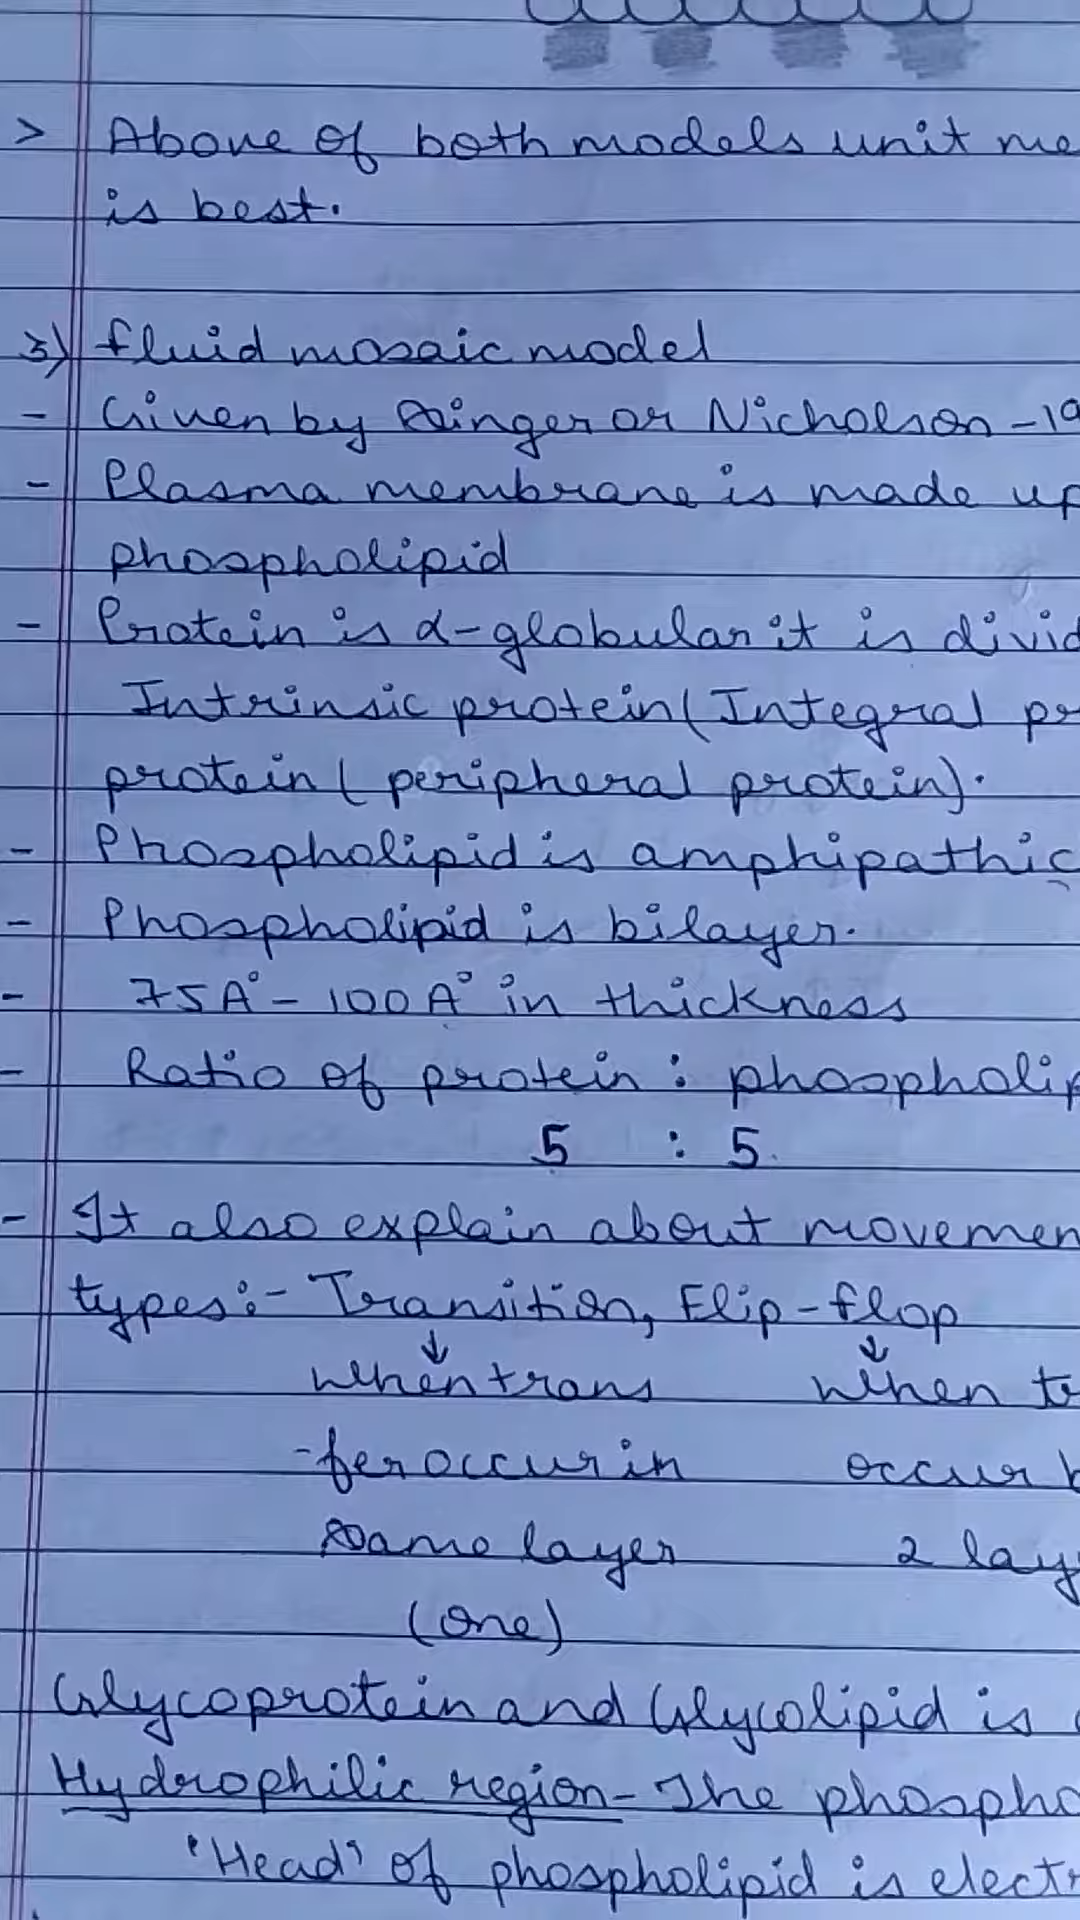 > Above of both models unit me
is best.
3) fluid mosaic model
- Given by Singer or Nicholson - 19
- Plasma membrane is made up
phospholipid
- Protein is α-globular it is divid
Intrinsic protein (Integral pr
protein ( peripheral protein).
- Phospholipid is amphipathic
- Phospholipid is bilayer.
- 75A° - 100A° in thickness
- Ratio of protein : phospholip
5 : 5.
- It also explain about movemen
types:- Transition, Flip-flop
↓ ↓
when trans when t
-fer occur in occur b
same layer 2 lay
(one)
Glycoprotein and Glycolipid is
Hydrophilic region - The phospho
'Head' of phospholipid is electr